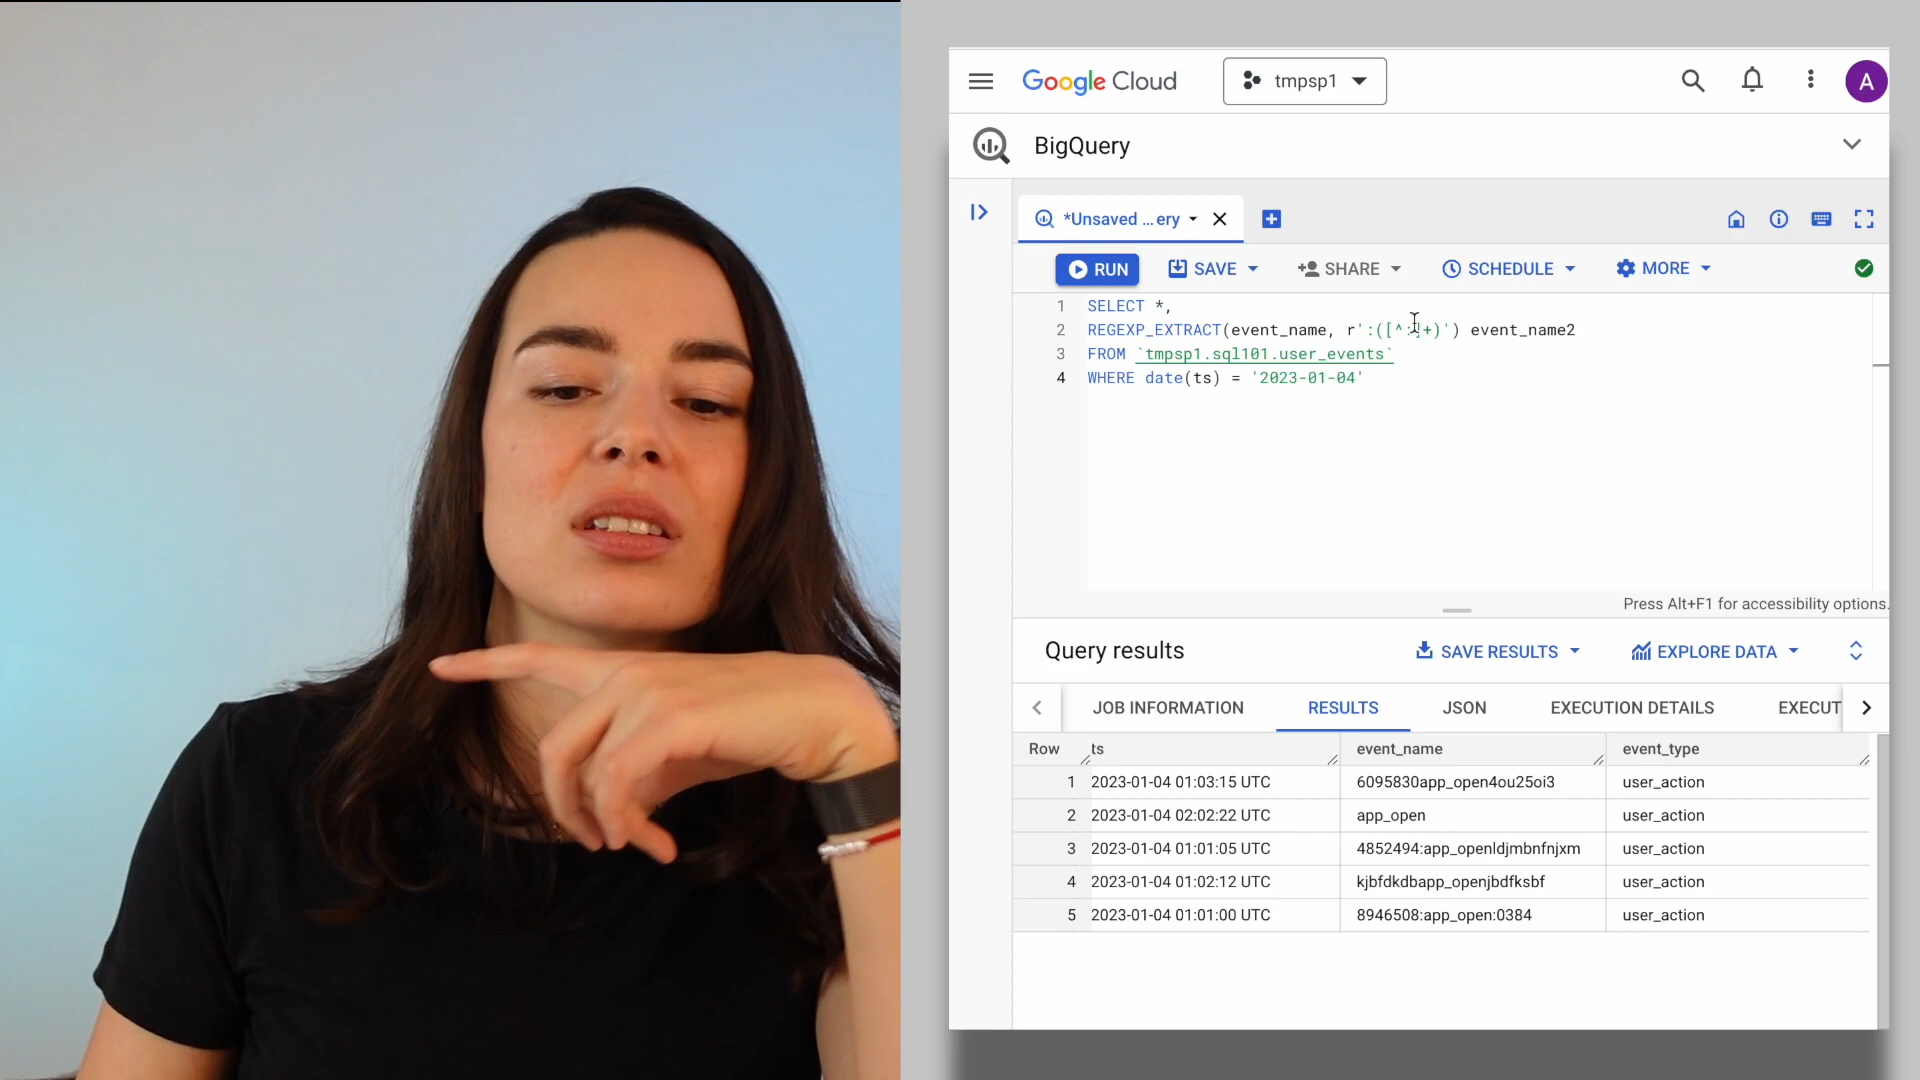 Google Cloud
tmpsp1
A
BigQuery
*Unsaved ...ery
RUN
SAVE
SHARE
SCHEDULE
MORE
1 SELECT *,
2 REGEXP_EXTRACT(event_name, r':([^:]+)') event_name2
3 FROM `tmpsp1.sql101.user_events`
4 WHERE date(ts) = '2023-01-04'
Press Alt+F1 for accessibility options.
Query results
SAVE RESULTS
EXPLORE DATA
JOB INFORMATION
RESULTS
JSON
EXECUTION DETAILS
EXECUT
Row ts event_name event_type
1 2023-01-04 01:03:15 UTC 6095830app_open4ou25oi3 user_action
2 2023-01-04 02:02:22 UTC app_open user_action
3 2023-01-04 01:01:05 UTC 4852494:app_openldjmbnfnjxm user_action
4 2023-01-04 01:02:12 UTC kjbfdkdbapp_openjbdfksbf user_action
5 2023-01-04 01:01:00 UTC 8946508:app_open:0384 user_action